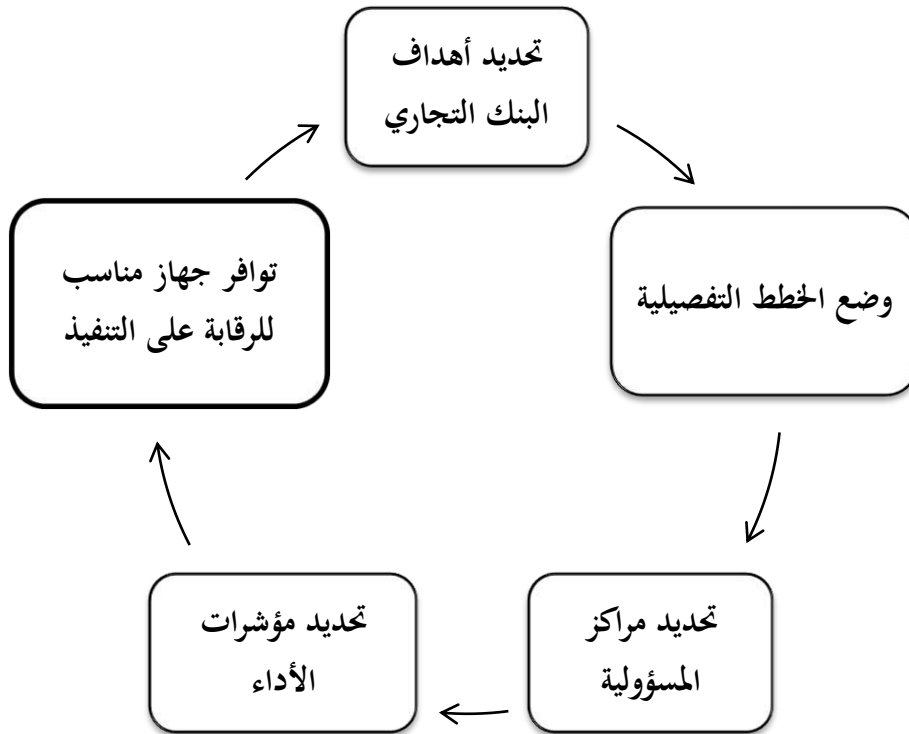 تحديد أهداف
البنك التجاري
وضع الخطط التفصيلية
تحديد مراكز
المسؤولية
تحديد مؤشرات
الأداء
توافر جهاز مناسب
للرقابة على التنفيذ